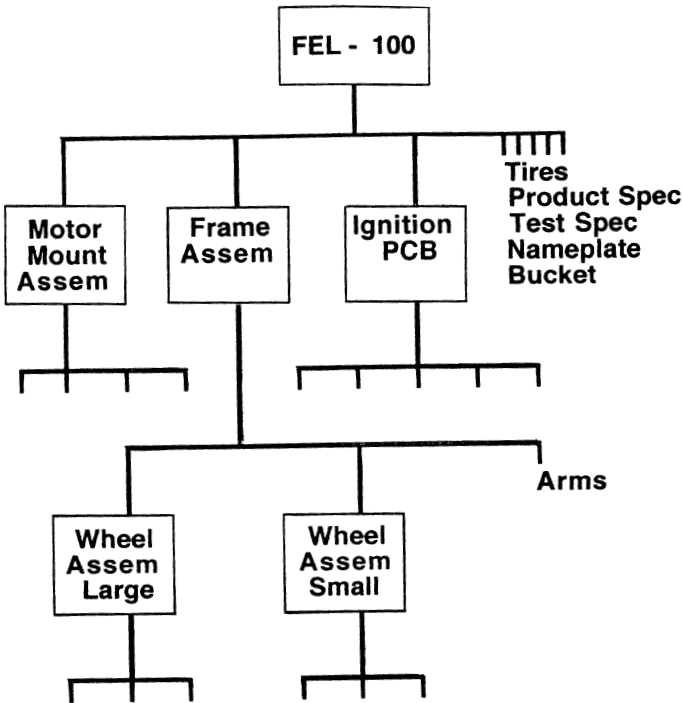 FEL - 100
Motor
Mount
Assem
Frame
Assem
Ignition
PCB
Tires
Product Spec
Test Spec
Nameplate
Bucket
Arms
Wheel
Assem
Large
Wheel
Assem
Small